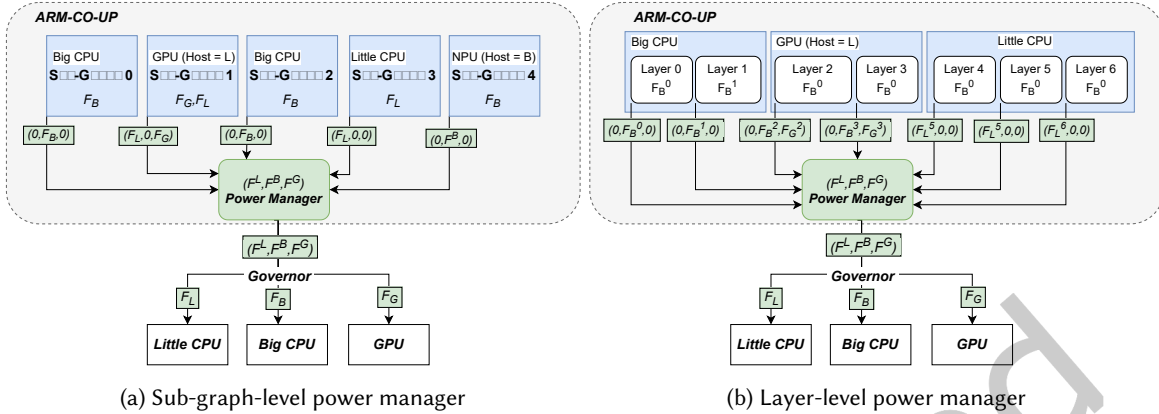 ARM-CO-UP
Big CPU
S□□-G□□□□0
F_B
GPU (Host = L)
S□□-G□□□□1
F_G,F_L
Big CPU
S□□-G□□□□2
F_B
Little CPU
S□□-G□□□□3
F_L
NPU (Host = B)
S□□-G□□□□4
F_B
(0,F_B,0)
(F_L,0,F_G)
(0,F_B,0)
(F_L,0,0)
(0,F^B,0)
(F^L,F^B,F^G)
Power Manager
(F^L,F^B,F^G)
Governor
F_L
F_B
F_G
Little CPU
Big CPU
GPU
(a) Sub-graph-level power manager
ARM-CO-UP
Big CPU
Layer 0
F_B^0
Layer 1
F_B^1
GPU (Host = L)
Layer 2
F_B^0
Layer 3
F_B^0
Little CPU
Layer 4
F_B^0
Layer 5
F_B^0
Layer 6
F_B^0
(0,F_B^0,0)
(0,F_B^1,0)
(0,F_B^2,F_G^2)
(0,F_B^3,F_G^3)
(F_L^5,0,0)
(F_L^5,0,0)
(F_L^6,0,0)
(F^L,F^B,F^G)
Power Manager
(F^L,F^B,F^G)
Governor
F_L
F_B
F_G
Little CPU
Big CPU
GPU
(b) Layer-level power manager